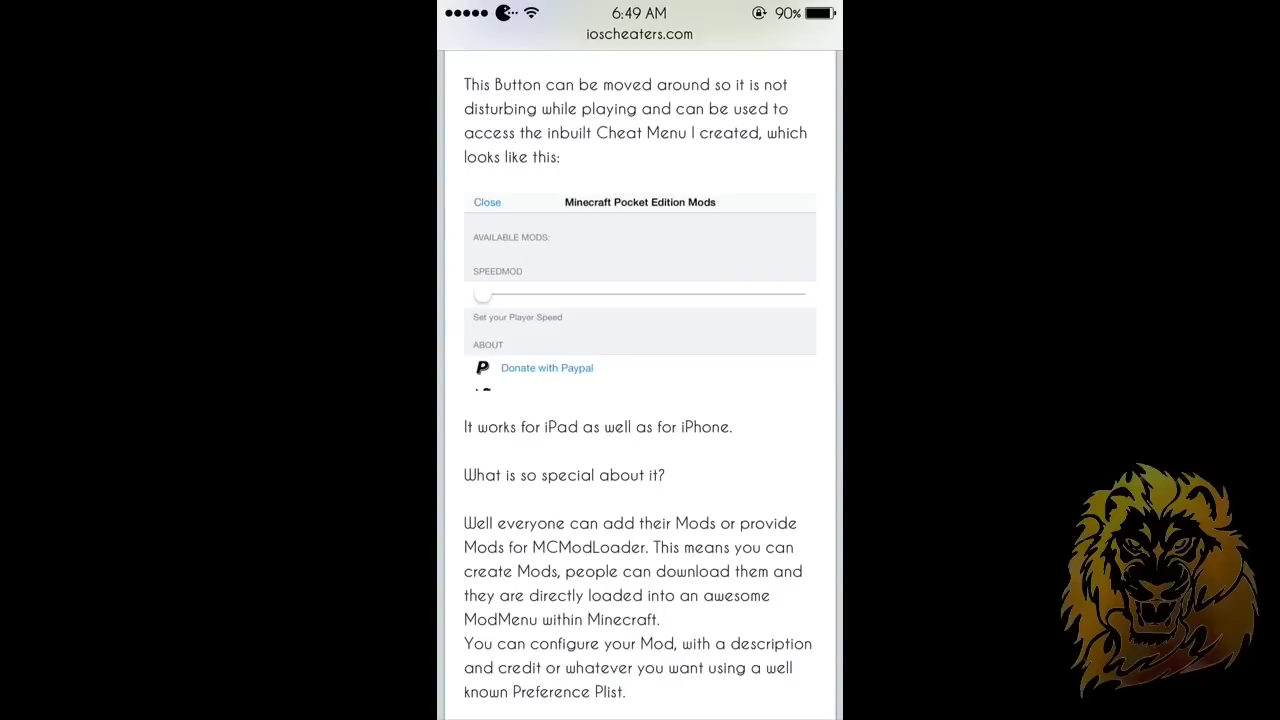 6:49 AM
90%
ioscheaters.com
This Button can be moved around so it is not
disturbing while playing and can be used to
access the inbuilt Cheat Menu I created, which
looks like this:
Close
Minecraft Pocket Edition Mods
AVAILABLE MODS:
SPEEDMOD
Set your Player Speed
ABOUT
Donate with Paypal
It works for iPad as well as for iPhone.
What is so special about it?
Well everyone can add their Mods or provide
Mods for MCModLoader. This means you can
create Mods, people can download them and
they are directly loaded into an awesome
ModMenu within Minecraft.
You can configure your Mod, with a description
and credit or whatever you want using a well
known Preference Plist.